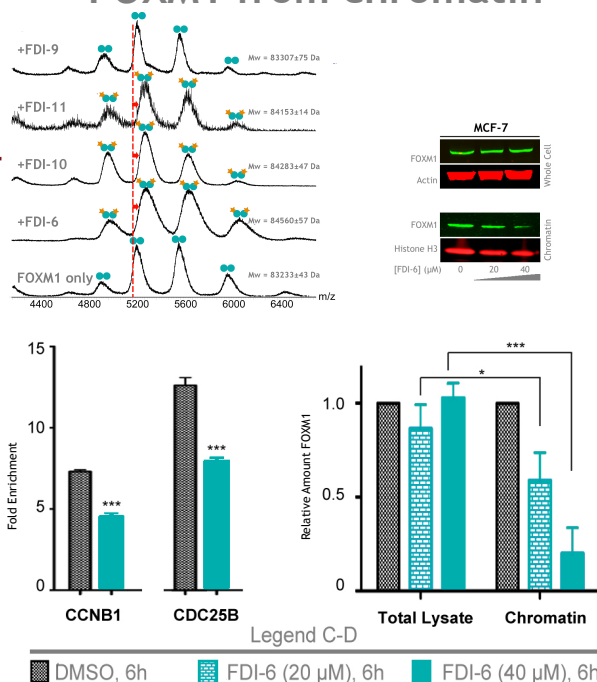 FOXM1 from chromatin
+FDI-9
Mw = 83307±75 Da
+FDI-11
Mw = 84153±14 Da
+FDI-10
Mw = 84283±47 Da
+FDI-6
Mw = 84560±57 Da
FOXM1 only
Mw = 83233±43 Da
4400 4800 5200 5600 6000 6400 m/z
MCF-7
FOXM1
Actin
Whole Cell
FOXM1
Histone H3
Chromatin
[FDI-6] (µM) 0 20 40
Fold Enrichment
15
10
5
0
***
***
CCNB1 CDC25B
Relative Amount FOXM1
1.0
0.5
0
***
*
Total Lysate Chromatin
Legend C-D
DMSO, 6h FDI-6 (20 µM), 6h FDI-6 (40 µM), 6h